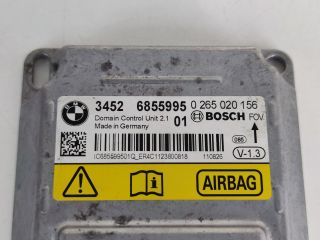 3452 6855995 0 265 020 156
Domain Control Unit 2.1 01 BOSCH FOV
Made in Germany
085
V-1.3
110826
AIRBAG